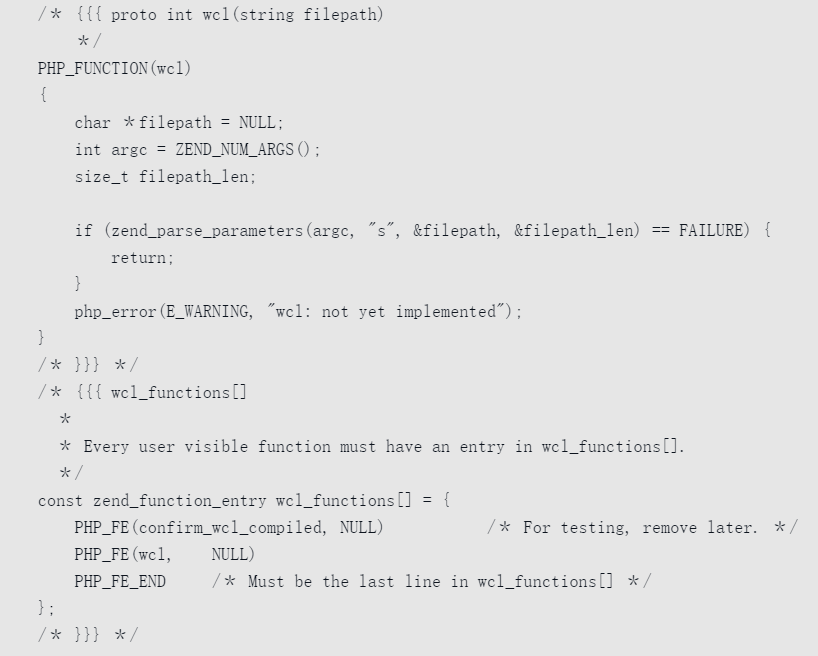 /* {{{ proto int wcl(string filepath)
    */
PHP_FUNCTION(wcl)
{
    char *filepath = NULL;
    int argc = ZEND_NUM_ARGS();
    size_t filepath_len;

    if (zend_parse_parameters(argc, "s", &filepath, &filepath_len) == FAILURE) {
        return;
    }
    php_error(E_WARNING, "wcl: not yet implemented");
}
/* }}} */
/* {{{ wcl_functions[]
  *
  * Every user visible function must have an entry in wcl_functions[].
  */
const zend_function_entry wcl_functions[] = {
    PHP_FE(confirm_wcl_compiled, NULL)           /* For testing, remove later. */
    PHP_FE(wcl,    NULL)
    PHP_FE_END     /* Must be the last line in wcl_functions[] */
};
/* }}} */